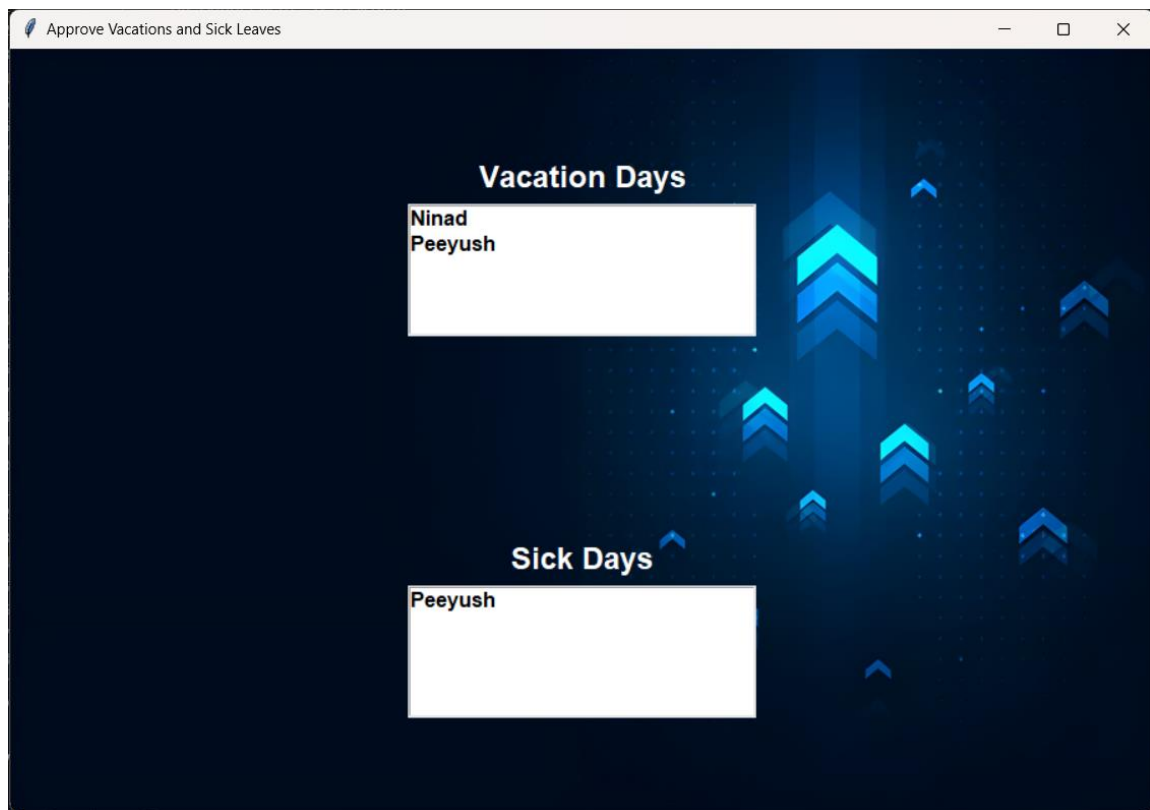 Approve Vacations and Sick Leaves
Vacation Days
Ninad
Peeyush
Sick Days
Peeyush